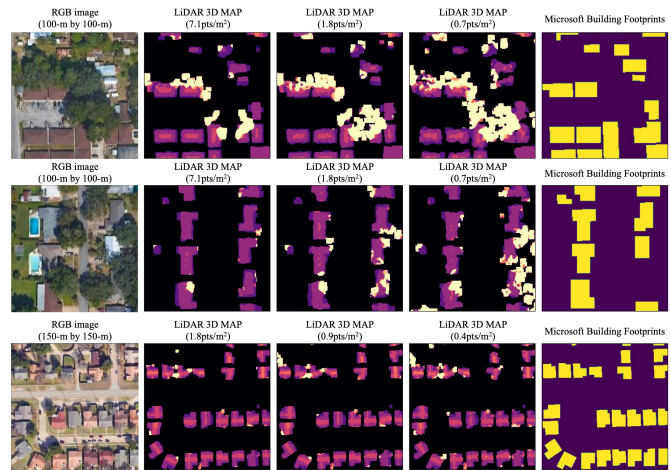 RGB image
(100-m by 100-m)
LiDAR 3D MAP
(7.1pts/m²)
LiDAR 3D MAP
(1.8pts/m²)
LiDAR 3D MAP
(0.7pts/m²)
Microsoft Building Footprints
RGB image
(100-m by 100-m)
LiDAR 3D MAP
(7.1pts/m²)
LiDAR 3D MAP
(1.8pts/m²)
LiDAR 3D MAP
(0.7pts/m²)
Microsoft Building Footprints
RGB image
(150-m by 150-m)
LiDAR 3D MAP
(1.8pts/m²)
LiDAR 3D MAP
(0.9pts/m²)
LiDAR 3D MAP
(0.4pts/m²)
Microsoft Building Footprints